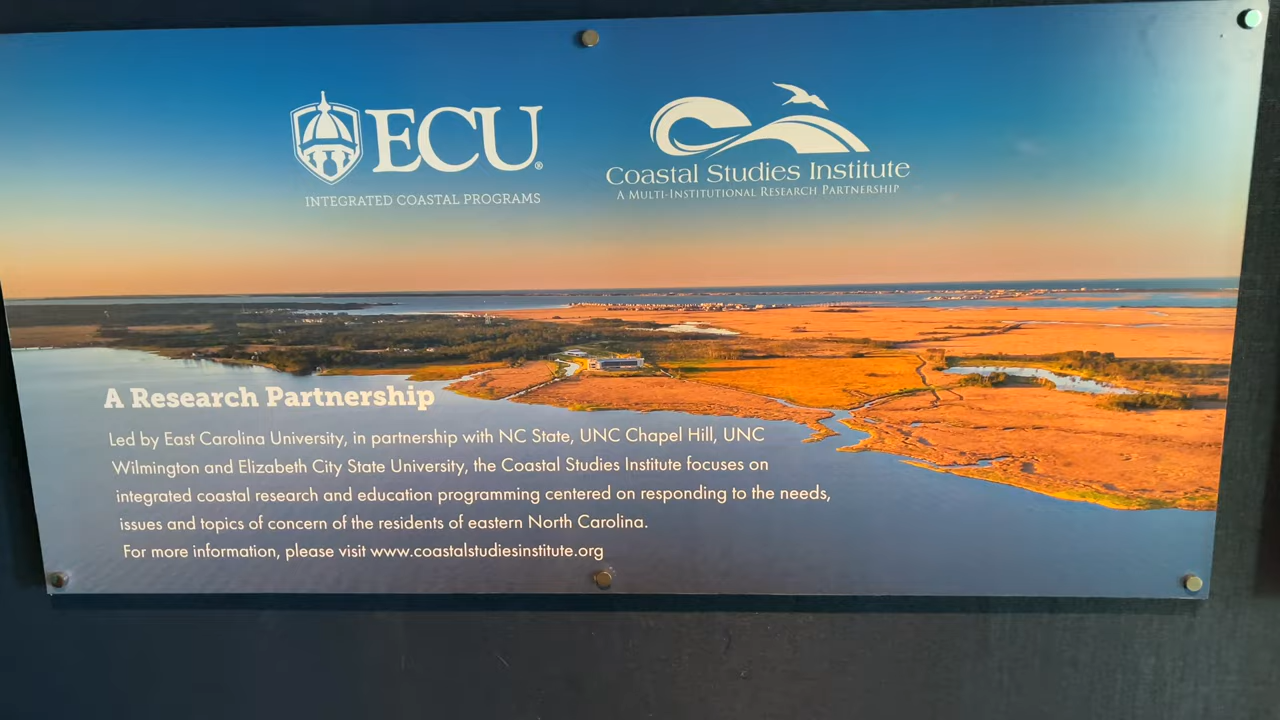 ECU®
INTEGRATED COASTAL PROGRAMS
Coastal Studies Institute
A Multi-Institutional Research Partnership
A Research Partnership
Led by East Carolina University, in partnership with NC State, UNC Chapel Hill, UNC
Wilmington and Elizabeth City State University, the Coastal Studies Institute focuses on
integrated coastal research and education programming centered on responding to the needs,
issues and topics of concern of the residents of eastern North Carolina.
For more information, please visit www.coastalstudiesinstitute.org